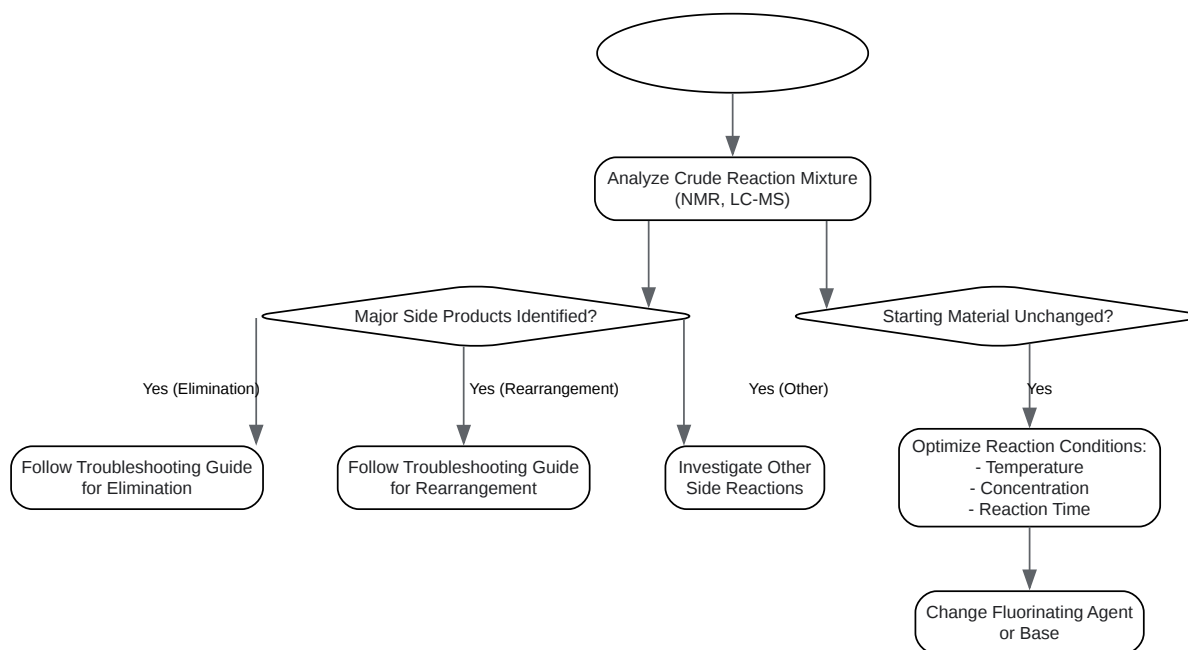 Analyze Crude Reaction Mixture
(NMR, LC-MS)
Major Side Products Identified?
Starting Material Unchanged?
Yes (Elimination)
Yes (Rearrangement)
Yes (Other)
Yes
Follow Troubleshooting Guide
for Elimination
Follow Troubleshooting Guide
for Rearrangement
Investigate Other
Side Reactions
Optimize Reaction Conditions:
- Temperature
- Concentration
- Reaction Time
Change Fluorinating Agent
or Base